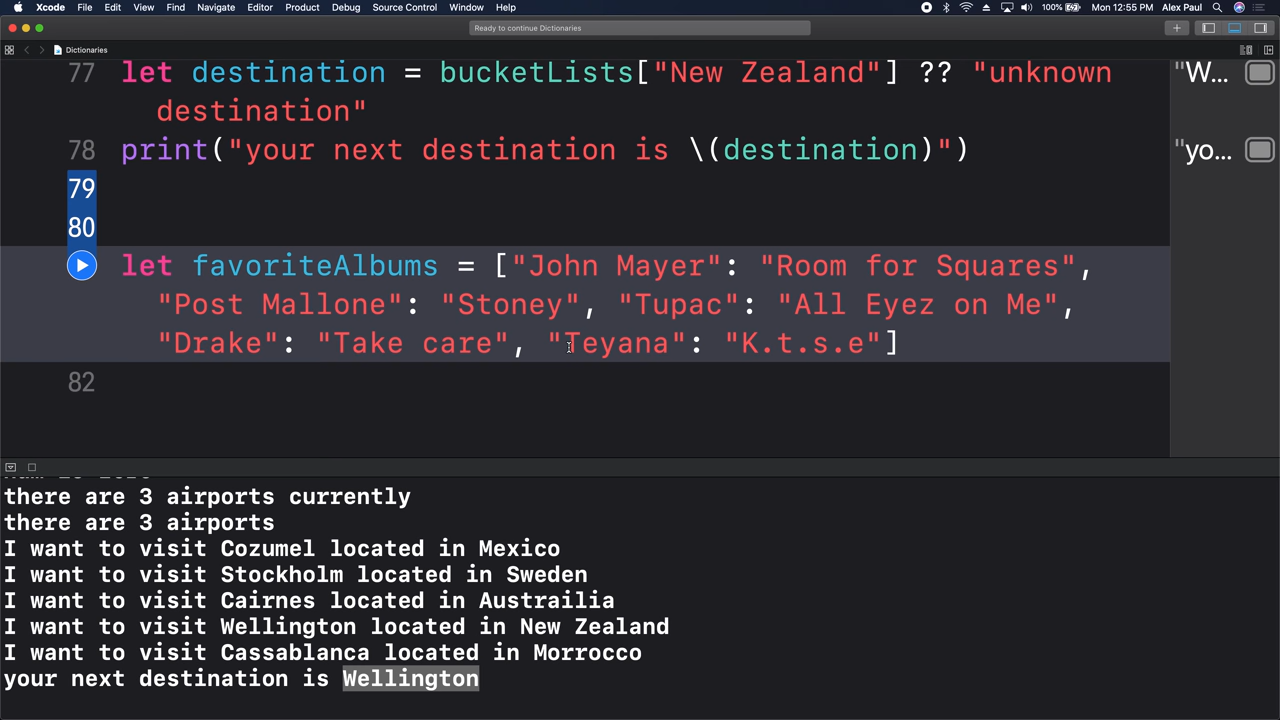 Xcode File Edit View Find Navigate Editor Product Debug Source Control Window Help 100% Mon 12:55 PM Alex Paul
Ready to continue Dictionaries
Dictionaries
77 let destination = bucketLists["New Zealand"] ?? "unknown "W...
destination"
78 print("your next destination is \(destination)") "yo...
79
80
let favoriteAlbums = ["John Mayer": "Room for Squares",
"Post Mallone": "Stoney", "Tupac": "All Eyez on Me",
"Drake": "Take care", "Teyana": "K.t.s.e"]
82
there are 3 airports currently
there are 3 airports
I want to visit Cozumel located in Mexico
I want to visit Stockholm located in Sweden
I want to visit Cairnes located in Austrailia
I want to visit Wellington located in New Zealand
I want to visit Cassablanca located in Morrocco
your next destination is Wellington